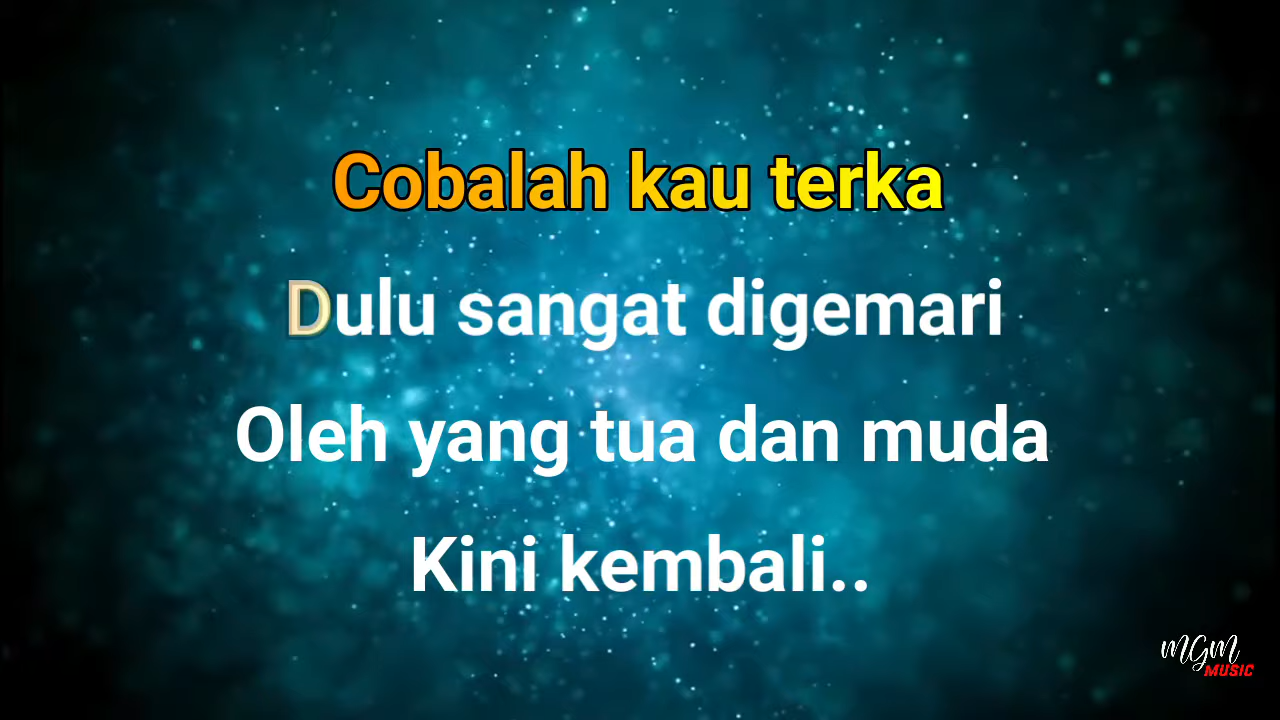 Cobalah kau terka
Dulu sangat digemari
Oleh yang tua dan muda
Kini kembali..
MGM
MUSIC